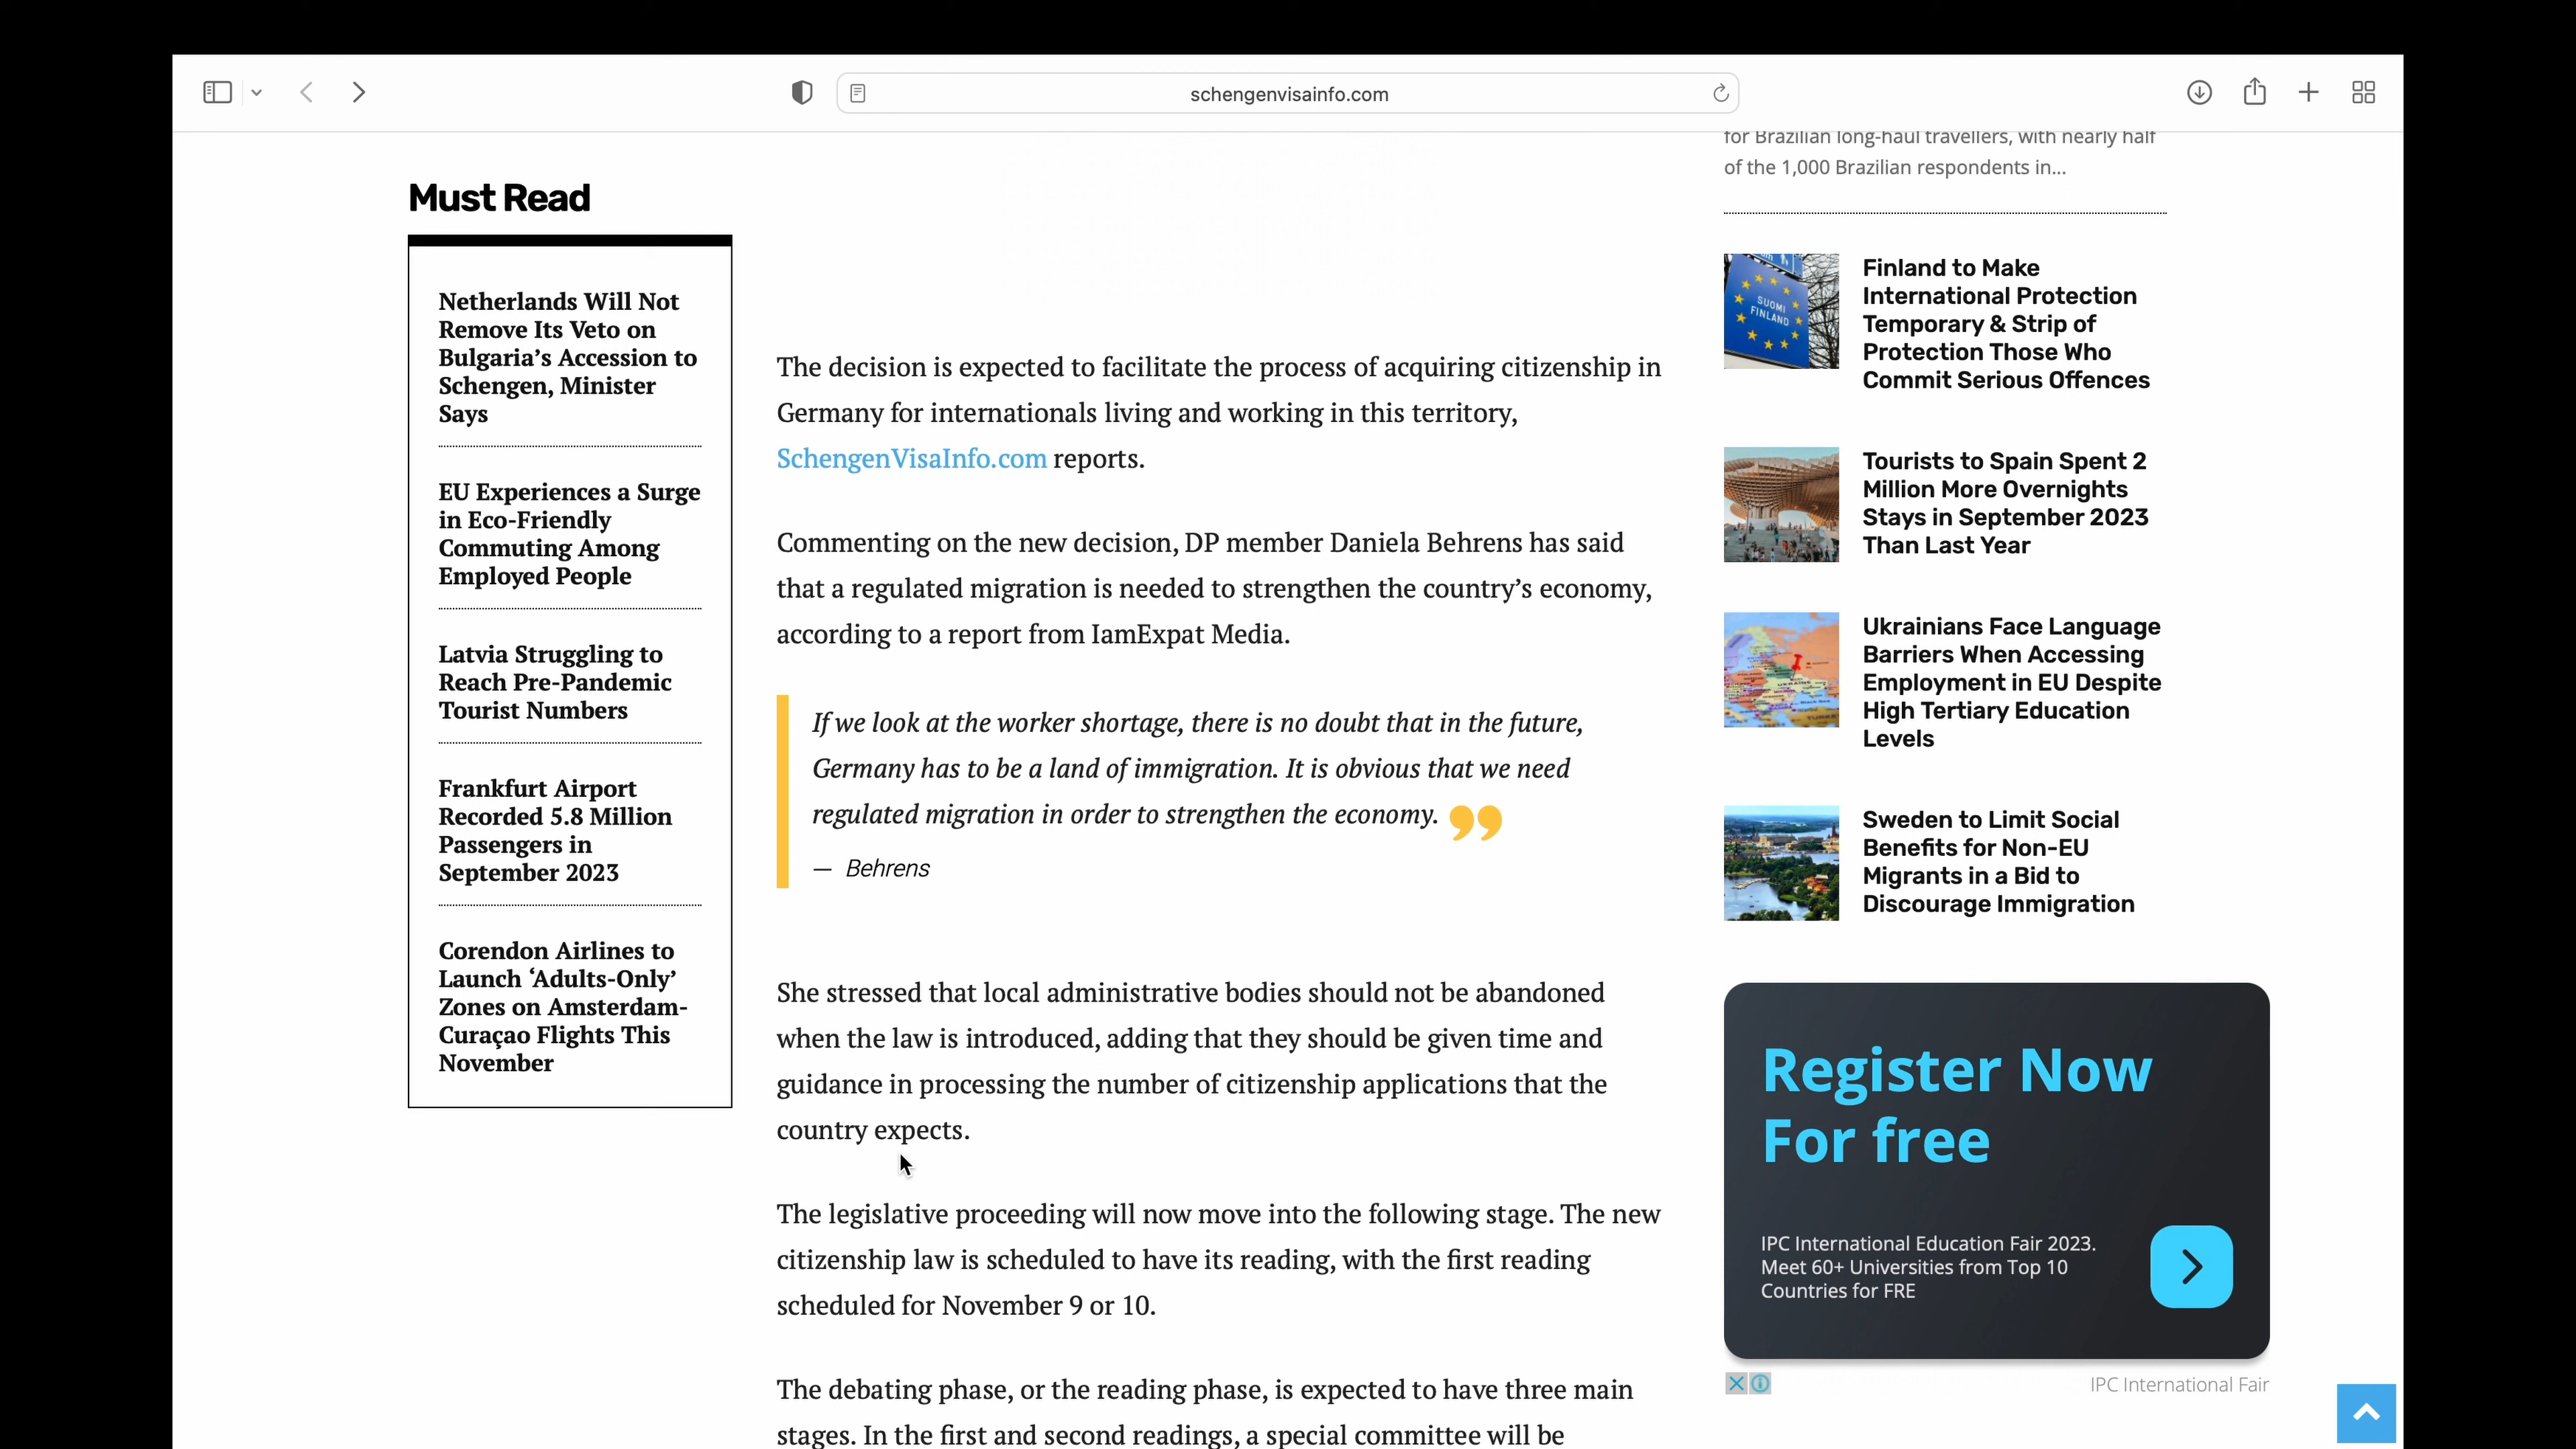 schengenvisainfo.com
Must Read
Netherlands Will Not
Remove Its Veto on
Bulgaria’s Accession to
Schengen, Minister
Says
EU Experiences a Surge
in Eco-Friendly
Commuting Among
Employed People
Latvia Struggling to
Reach Pre-Pandemic
Tourist Numbers
Frankfurt Airport
Recorded 5.8 Million
Passengers in
September 2023
Corendon Airlines to
Launch ‘Adults-Only’
Zones on Amsterdam-
Curaçao Flights This
November
The decision is expected to facilitate the process of acquiring citizenship in
Germany for internationals living and working in this territory,
SchengenVisaInfo.com reports.
Commenting on the new decision, DP member Daniela Behrens has said
that a regulated migration is needed to strengthen the country’s economy,
according to a report from IamExpat Media.
If we look at the worker shortage, there is no doubt that in the future,
Germany has to be a land of immigration. It is obvious that we need
regulated migration in order to strengthen the economy. ”
— Behrens
She stressed that local administrative bodies should not be abandoned
when the law is introduced, adding that they should be given time and
guidance in processing the number of citizenship applications that the
country expects.
The legislative proceeding will now move into the following stage. The new
citizenship law is scheduled to have its reading, with the first reading
scheduled for November 9 or 10.
The debating phase, or the reading phase, is expected to have three main
stages. In the first and second readings, a special committee will be
for Brazilian long-haul travellers, with nearly half
of the 1,000 Brazilian respondents in...
SUOMI
FINLAND
Finland to Make
International Protection
Temporary & Strip of
Protection Those Who
Commit Serious Offences
Tourists to Spain Spent 2
Million More Overnights
Stays in September 2023
Than Last Year
Ukrainians Face Language
Barriers When Accessing
Employment in EU Despite
High Tertiary Education
Levels
Sweden to Limit Social
Benefits for Non-EU
Migrants in a Bid to
Discourage Immigration
Register Now
For free
IPC International Education Fair 2023.
Meet 60+ Universities from Top 10
Countries for FRE
IPC International Fair